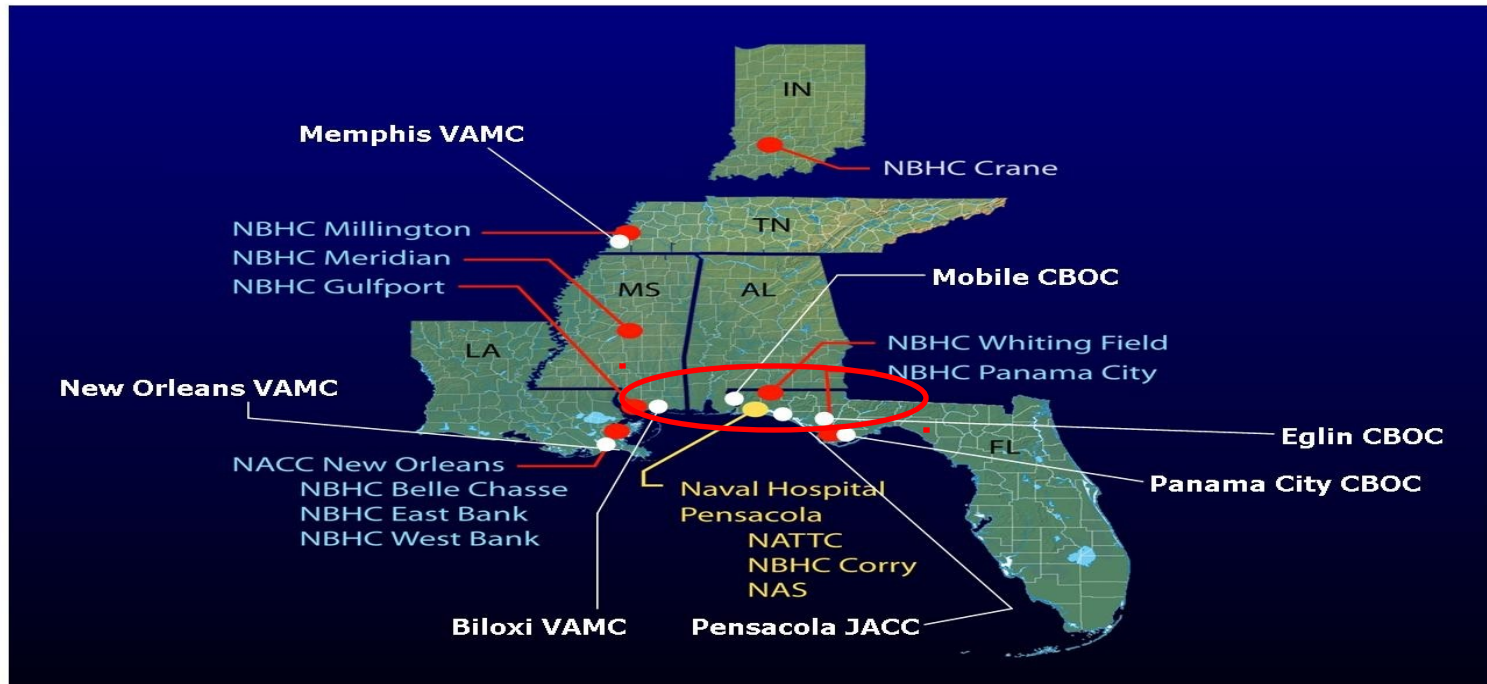 IN
Memphis VAMC
NBHC Crane
NBHC Millington
TN
NBHC Meridian
Mobile CBOC
NBHC Gulfport
MS
AL
NBHC Whiting Field
LA
NBHC Panama City
New Orleans VAMC
Eglin CBOC
FL
NACC New Orleans
NBHC Belle Chasse
NBHC East Bank
NBHC West Bank
Panama City CBOC
Naval Hospital
Pensacola
NATTC
NBHC Corry
NAS
Biloxi VAMC
Pensacola JACC